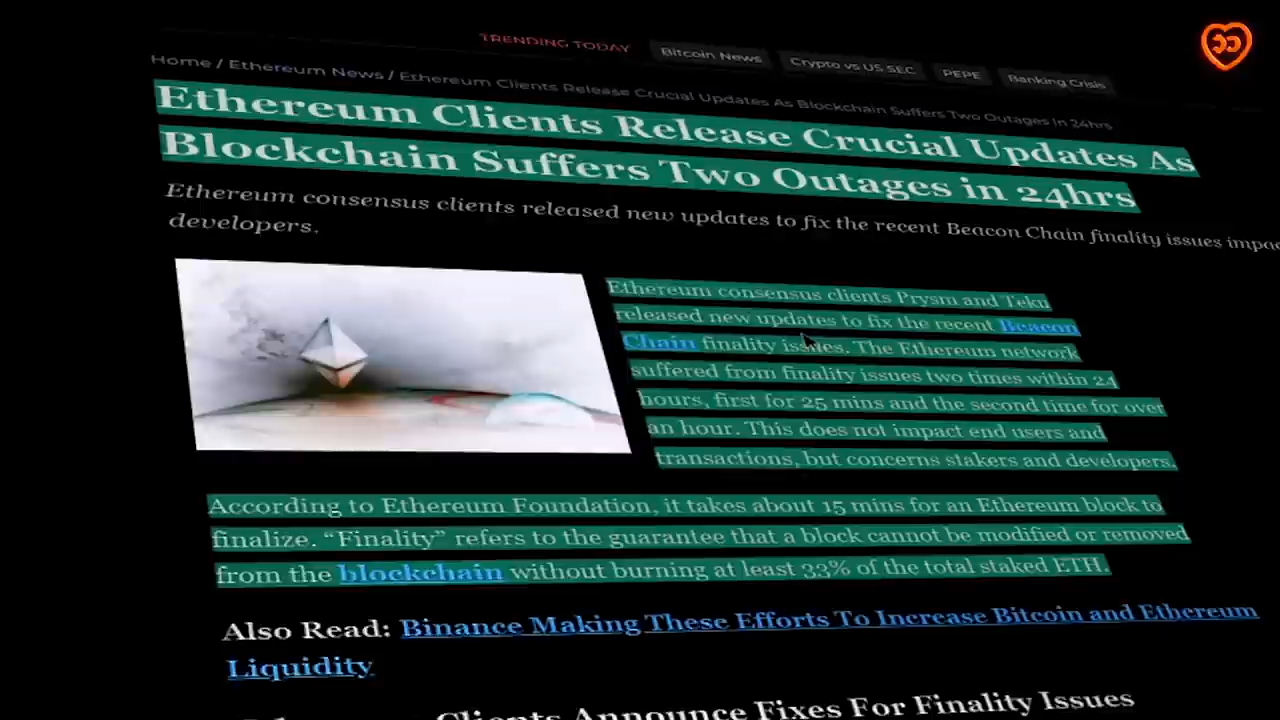 TRENDING TODAY Bitcoin News Crypto vs US SEC PEPE Banking Crisis
Home / Ethereum News / Ethereum Clients Release Crucial Updates As Blockchain Suffers Two Outages In 24hrs
Ethereum Clients Release Crucial Updates As
Blockchain Suffers Two Outages in 24hrs
Ethereum consensus clients released new updates to fix the recent Beacon Chain finality issues
developers.
Ethereum consensus clients Prysm and Teku
released new updates to fix the recent Beacon
Chain finality issues. The Ethereum network
suffered from finality issues two times within 24
hours, first for 25 mins and the second time for over
an hour. This does not impact end users and
transactions, but concerns stakers and developers.
According to Ethereum Foundation, it takes about 15 mins for an Ethereum block to
finalize. “Finality” refers to the guarantee that a block cannot be modified or removed
from the blockchain without burning at least 33% of the total staked ETH.
Also Read: Binance Making These Efforts To Increase Bitcoin and Ethereum
Liquidity
Clients Announce Fixes For Finality Issues